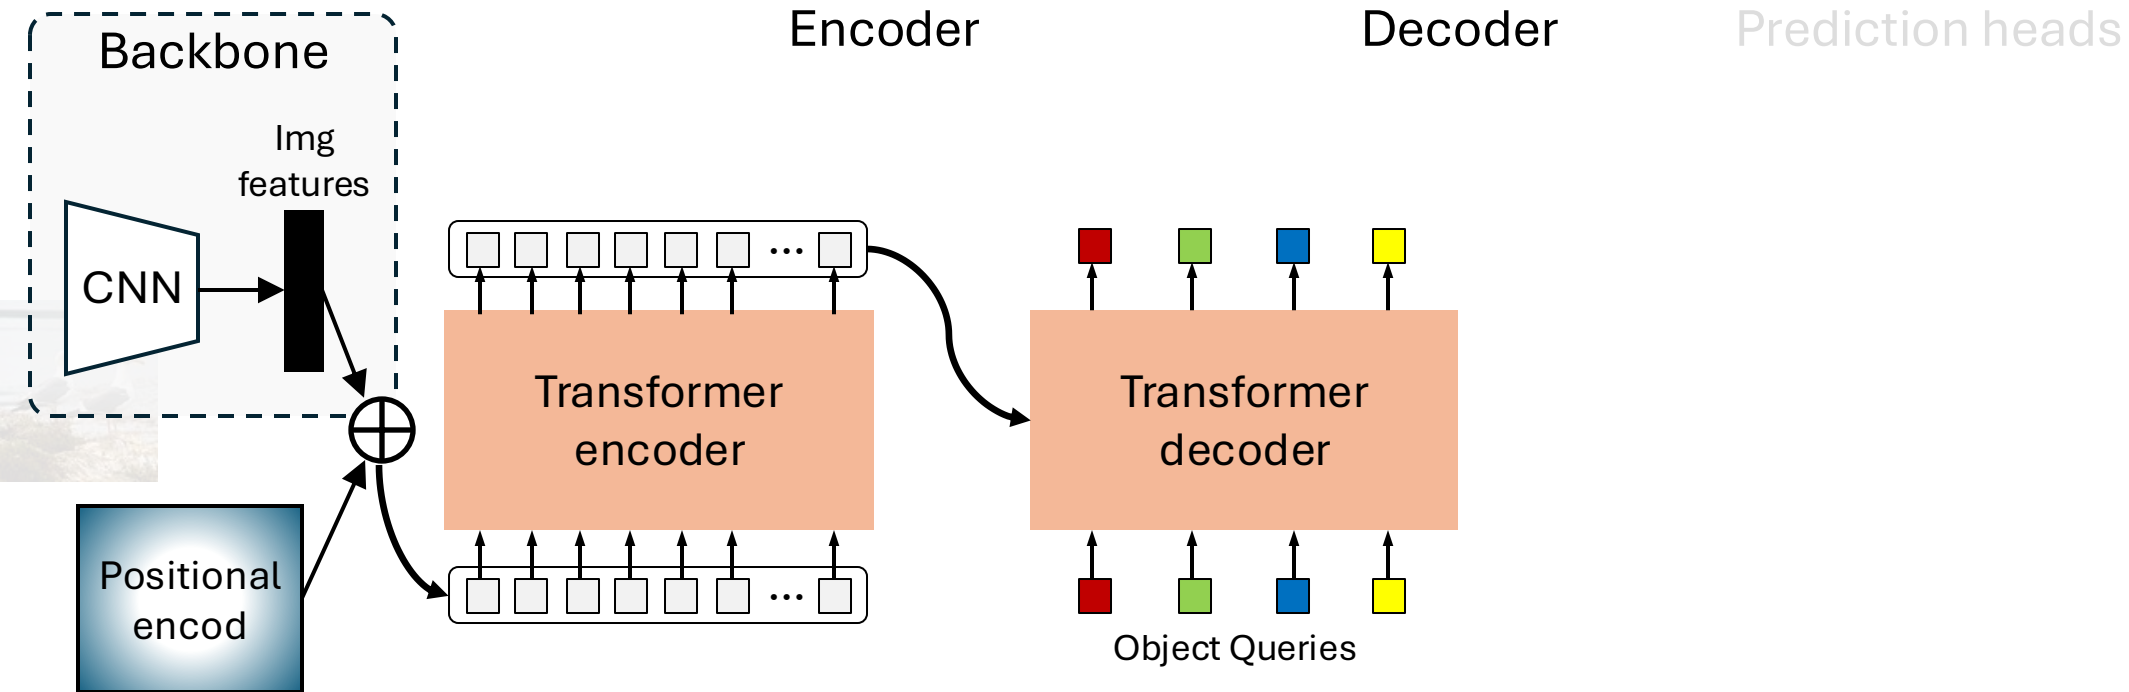 Backbone
Encoder
Decoder
Prediction heads
Img
features
CNN
...
Transformer
encoder
Transformer
decoder
Positional
encod
...
Object Queries